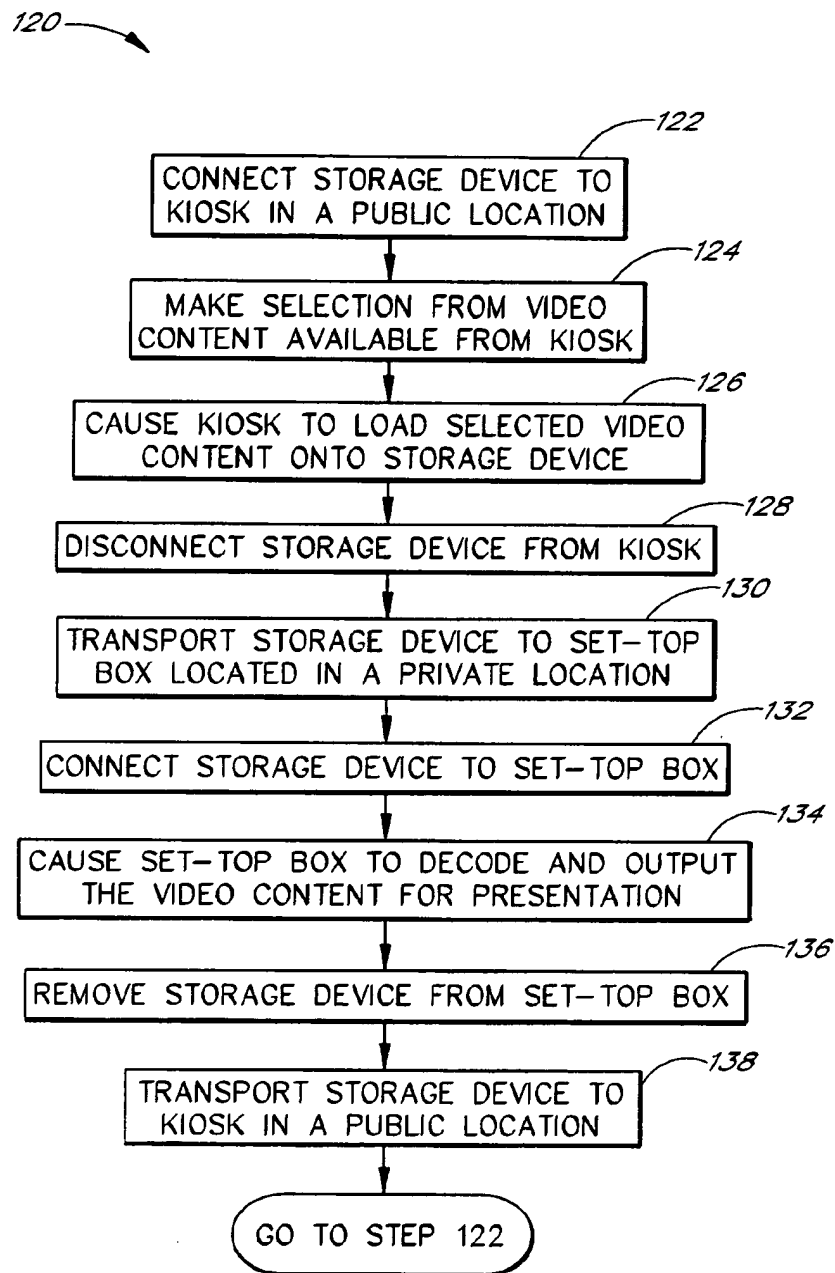 120
122
CONNECT STORAGE DEVICE TO
KIOSK IN A PUBLIC LOCATION
124
MAKE SELECTION FROM VIDEO
CONTENT AVAILABLE FROM KIOSK
126
CAUSE KIOSK TO LOAD SELECTED VIDEO
CONTENT ONTO STORAGE DEVICE
128
DISCONNECT STORAGE DEVICE FROM KIOSK
130
TRANSPORT STORAGE DEVICE TO SET-TOP
BOX LOCATED IN A PRIVATE LOCATION
132
CONNECT STORAGE DEVICE TO SET-TOP BOX
134
CAUSE SET-TOP BOX TO DECODE AND OUTPUT
THE VIDEO CONTENT FOR PRESENTATION
136
REMOVE STORAGE DEVICE FROM SET-TOP BOX
138
TRANSPORT STORAGE DEVICE TO
KIOSK IN A PUBLIC LOCATION
GO TO STEP 122